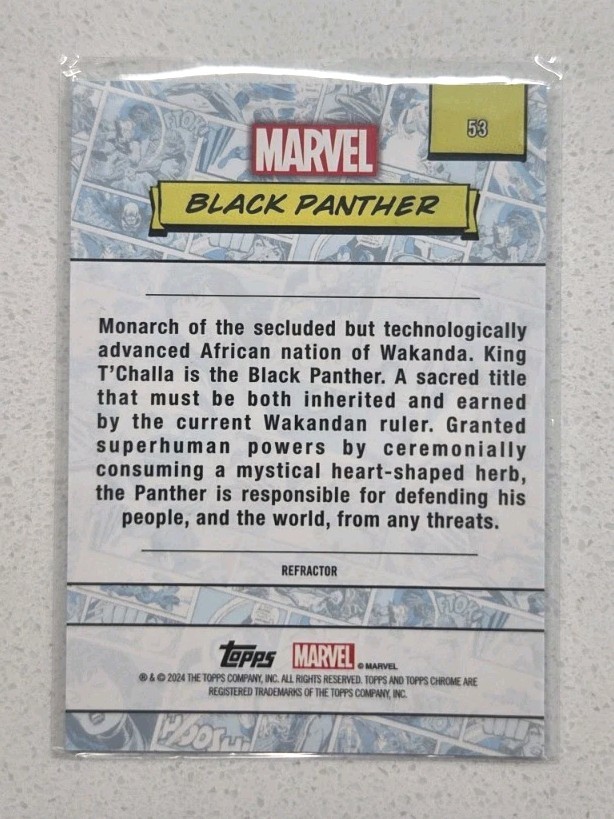 53
MARVEL
BLACK PANTHER
Monarch of the secluded but technologically
advanced African nation of Wakanda. King
T'Challa is the Black Panther. A sacred title
that must be both inherited and earned
by the current Wakandan ruler. Granted
superhuman powers by ceremonially
consuming a mystical heart-shaped herb,
the Panther is responsible for defending his
people, and the world, from any threats.
REFRACTOR
FTOK
topps MARVEL © MARVEL
® & © 2024 THE TOPPS COMPANY, INC. ALL RIGHTS RESERVED. TOPPS AND TOPPS CHROME ARE
REGISTERED TRADEMARKS OF THE TOPPS COMPANY, INC.